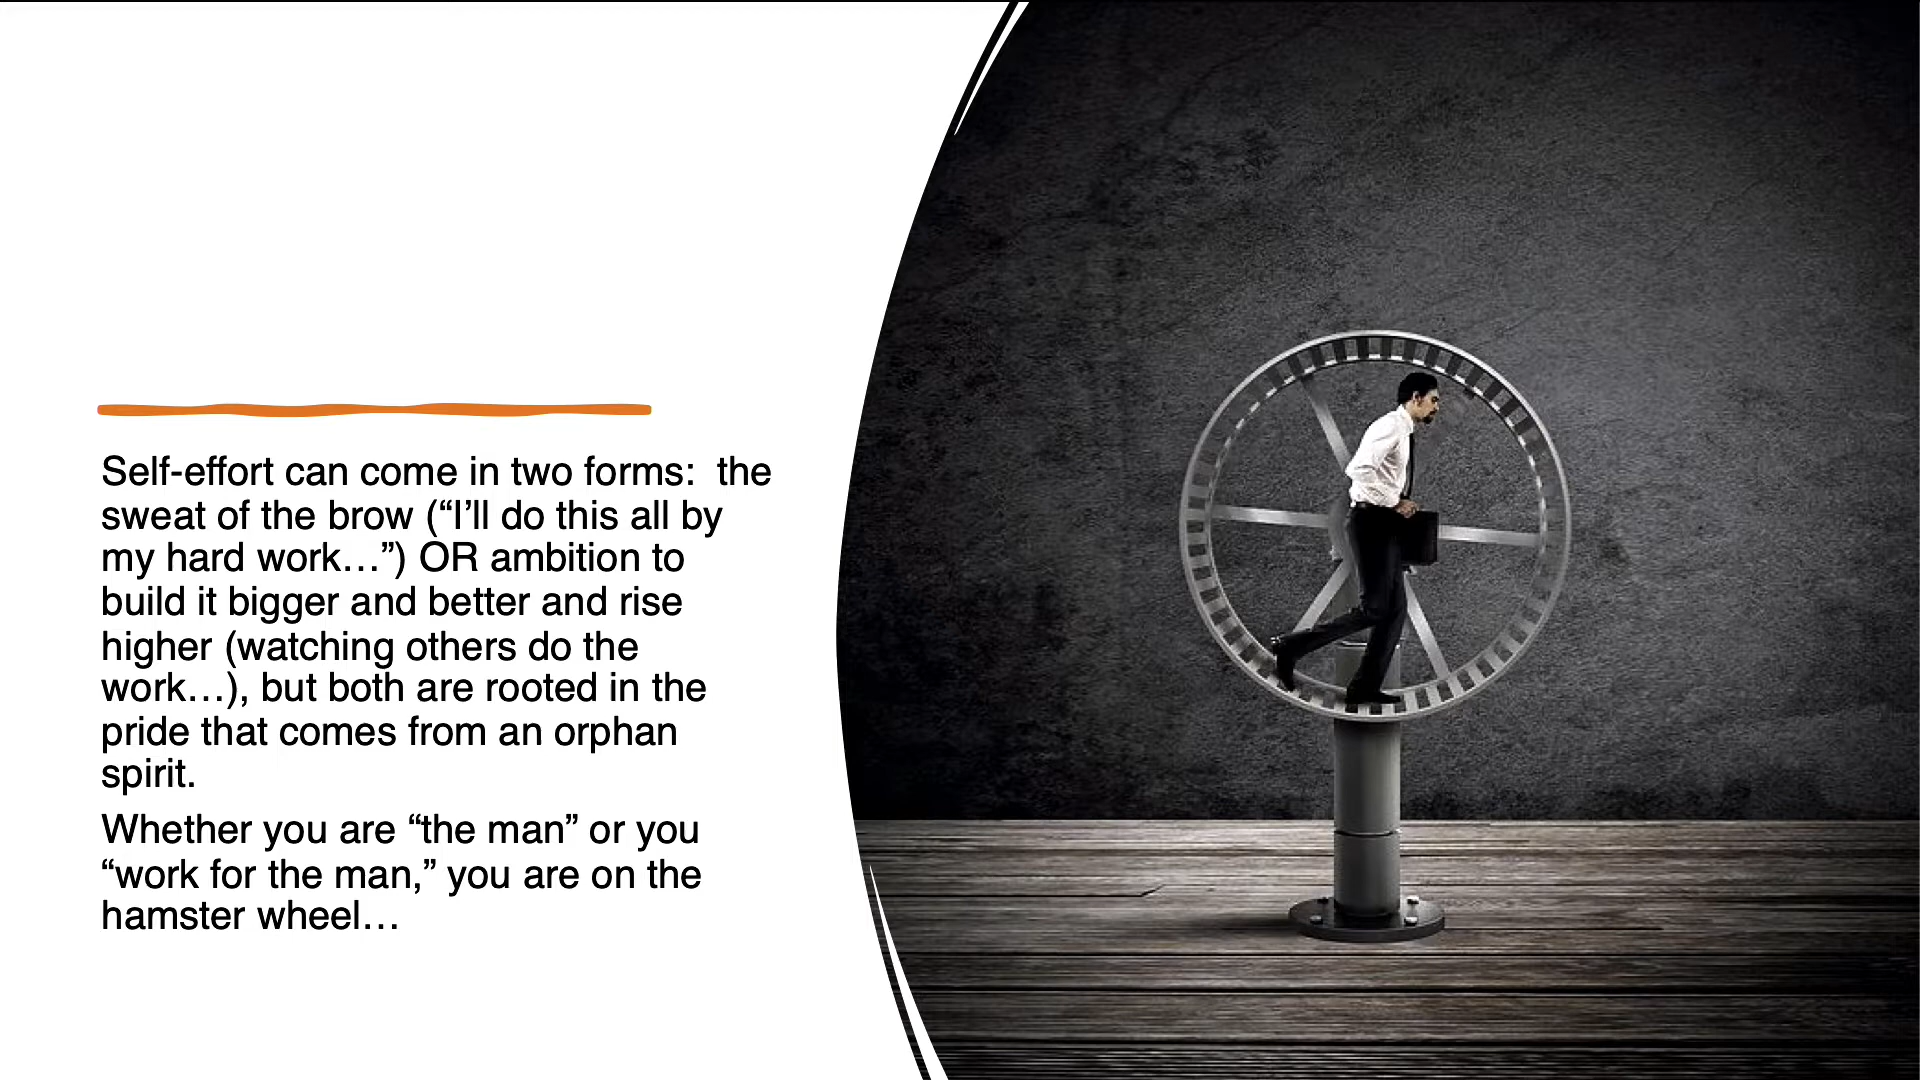 Self-effort can come in two forms:  the
sweat of the brow (“I’ll do this all by
my hard work…”) OR ambition to
build it bigger and better and rise
higher (watching others do the
work…), but both are rooted in the
pride that comes from an orphan
spirit.
Whether you are “the man” or you
“work for the man,” you are on the
hamster wheel…